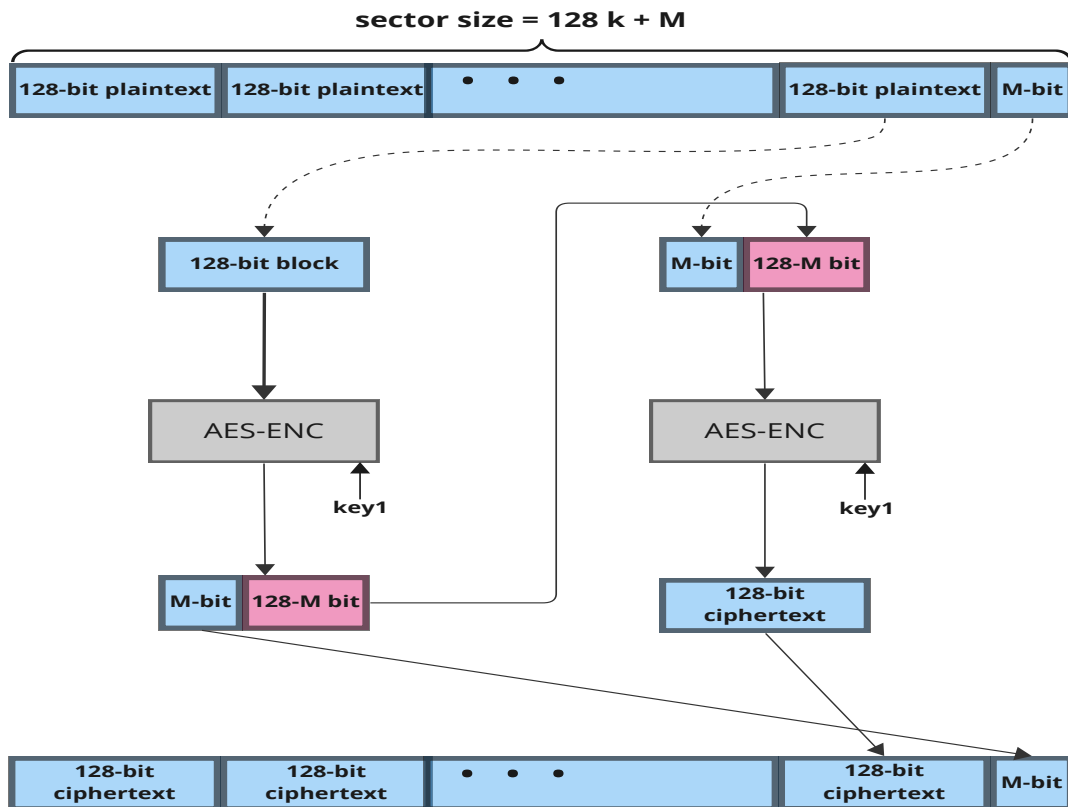 sector size = 128 k + M
128-bit plaintext 128-bit plaintext • • • 128-bit plaintext M-bit
128-bit block M-bit 128-M bit
AES-ENC AES-ENC
key1 key1
M-bit 128-M bit
128-bit
ciphertext
128-bit
ciphertext
128-bit
ciphertext
• • •
128-bit
ciphertext
M-bit